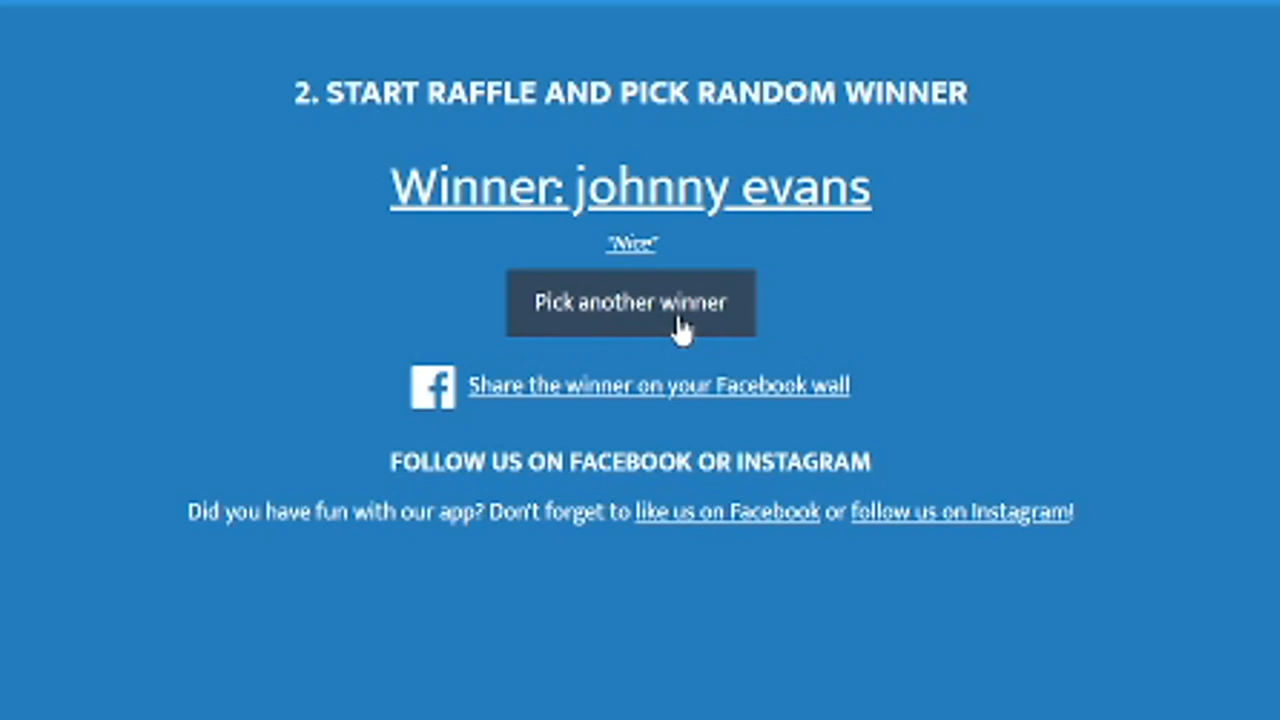 2. START RAFFLE AND PICK RANDOM WINNER
Winner: johnny evans
"Nice"
Pick another winner
Share the winner on your Facebook wall
FOLLOW US ON FACEBOOK OR INSTAGRAM
Did you have fun with our app? Don't forget to like us on Facebook or follow us on Instagram!